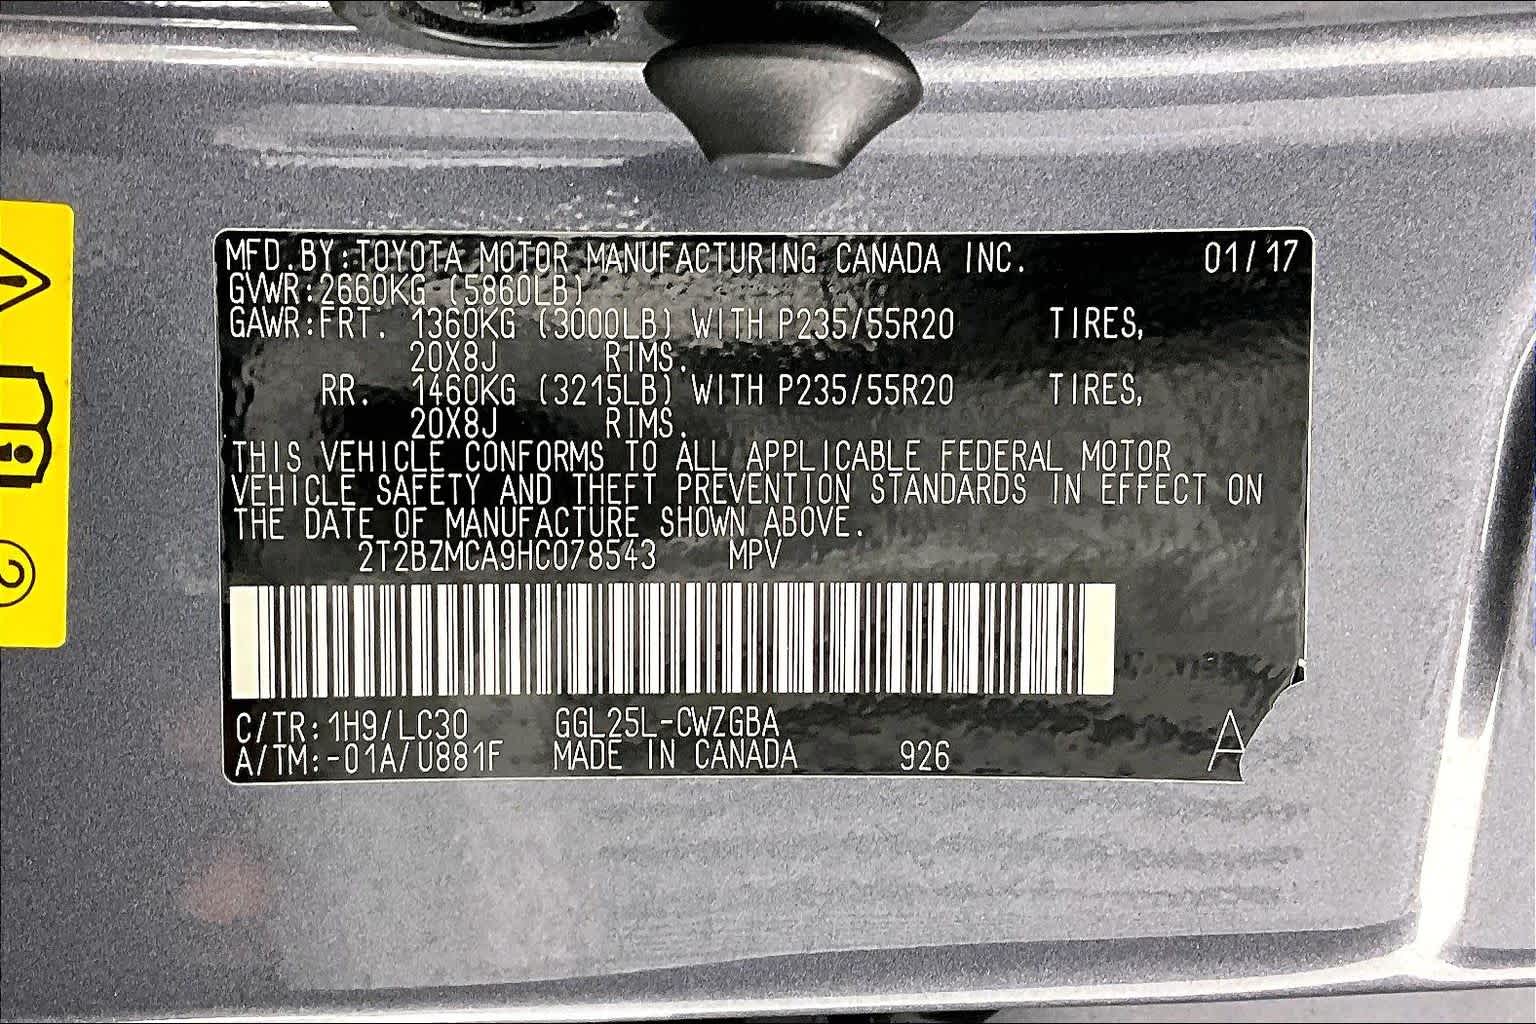 MFD.BY:TOYOTA MOTOR MANUFACTURING CANADA INC. 01/17
GVWR:2660KG (5860LB)
GAWR:FRT. 1360KG (3000LB) WITH P235/55R20 TIRES,
20X8J RIMS.
RR. 1460KG (3215LB) WITH P235/55R20 TIRES,
20X8J RIMS.
THIS VEHICLE CONFORMS TO ALL APPLICABLE FEDERAL MOTOR
VEHICLE SAFETY AND THEFT PREVENTION STANDARDS IN EFFECT ON
THE DATE OF MANUFACTURE SHOWN ABOVE.
2T2BZMCA9HC078543 MPV
C/TR:1H9/LC30 GGL25L-CWZGBA
A/TM:-01A/U881F MADE IN CANADA 926 A
2